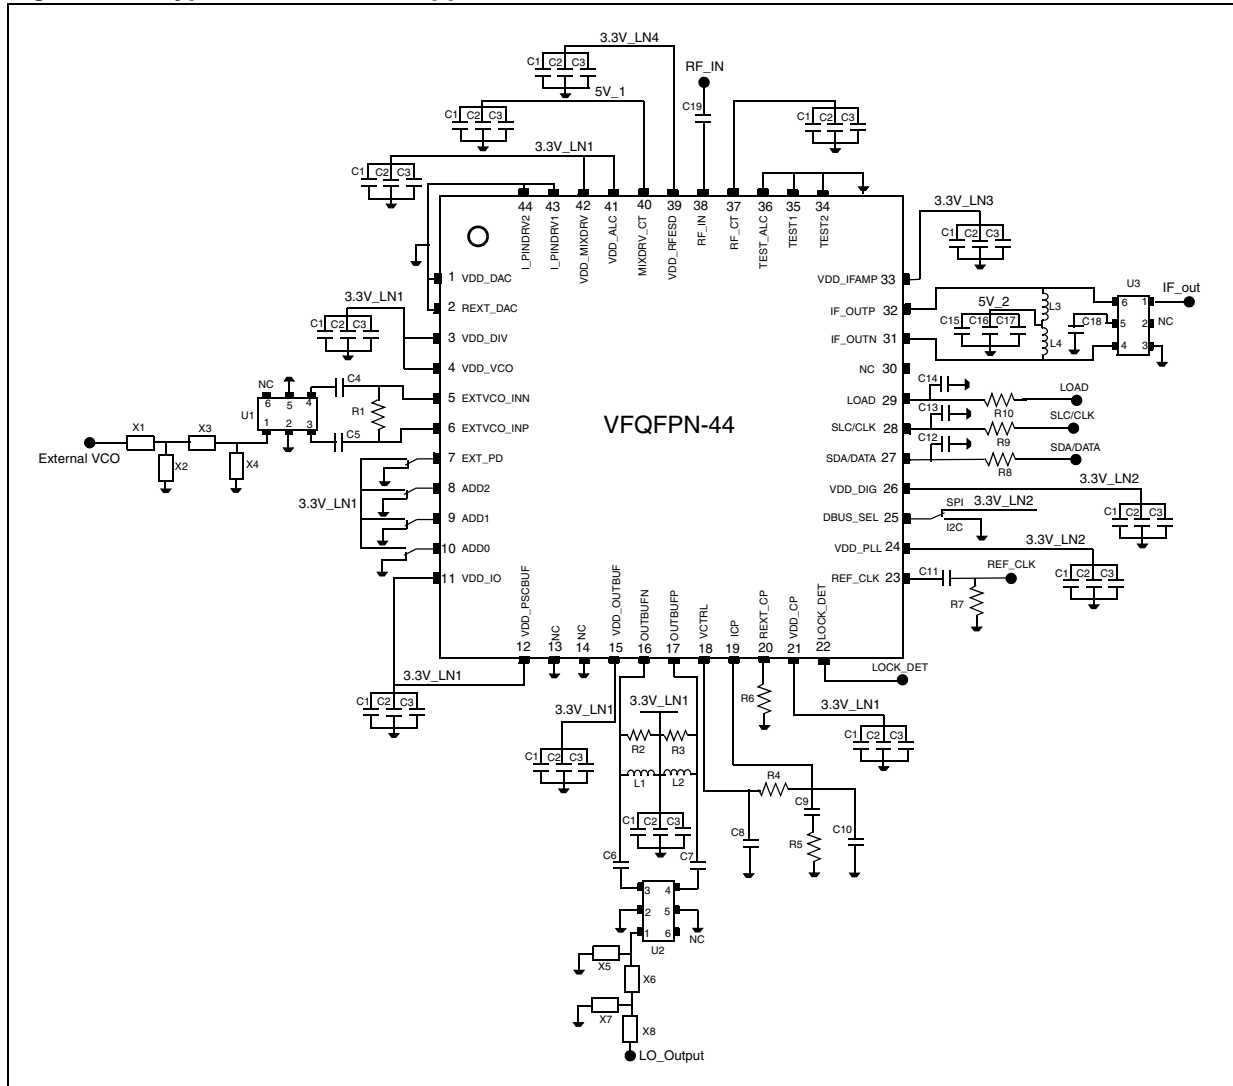 3.3V_LN4
C1 C2 C3
RF_IN
5V_1
C1 C2 C3
C19
C1 C2 C3
3.3V_LN1
C1 C2 C3
44 43 42 41 40 39 38 37 36 35 34
I_PINDRV2
I_PINDRV1
VDD_MIXDRV
VDD_ALC
MIXDRV_CT
VDD_RFESD
RF_IN
RF_CT
TEST_ALC
TEST1
TEST2
3.3V_LN3
C1 C2 C3
1 VDD_DAC
2 REXT_DAC
3.3V_LN1
C1 C2 C3
3 VDD_DIV
4 VDD_VCO
NC
C4
6 5 4
U1
1 2 3
R1
C5
5 EXTVCO_INN
6 EXTVCO_INP
X1
X3
External VCO
X2
X4
7 EXT_PD
8 ADD2
3.3V_LN1
9 ADD1
10 ADD0
11 VDD_IO
VFQFPN-44
VDD_IFAMP 33
U3
IF_OUTP 32
5V_2
L3
6 1
IF_out
C15 C16 C17
C18
5 2
NC
IF_OUTN 31
L4
4 3
NC 30
C14
LOAD
LOAD 29
R10
C13
SLC/CLK
SLC/CLK 28
R9
C12
SDA/DATA
SDA/DATA 27
R8
3.3V_LN2
VDD_DIG 26
C1 C2 C3
SPI
3.3V_LN2
DBUS_SEL 25
I2C
3.3V_LN2
VDD_PLL 24
C1 C2 C3
REF_CLK 23
C11
REF_CLK
R7
VDD_PSCBUF
NC
NC
VDD_OUTBUF
OUTBUFN
OUTBUFP
VCTRL
ICP
REXT_CP
VDD_CP
LOCK_DET
12 13 14 15 16 17 18 19 20 21 22
3.3V_LN1
C1 C2 C3
LOCK_DET
R6
3.3V_LN1
3.3V_LN1
3.3V_LN1
C1 C2 C3
R2 R3
C1 C2 C3
L1 L2
R4
C9
C1 C2 C3
C8
R5
C10
C6
C7
3 4
2 5
1 6
NC
U2
X5
X6
X7
X8
LO_Output